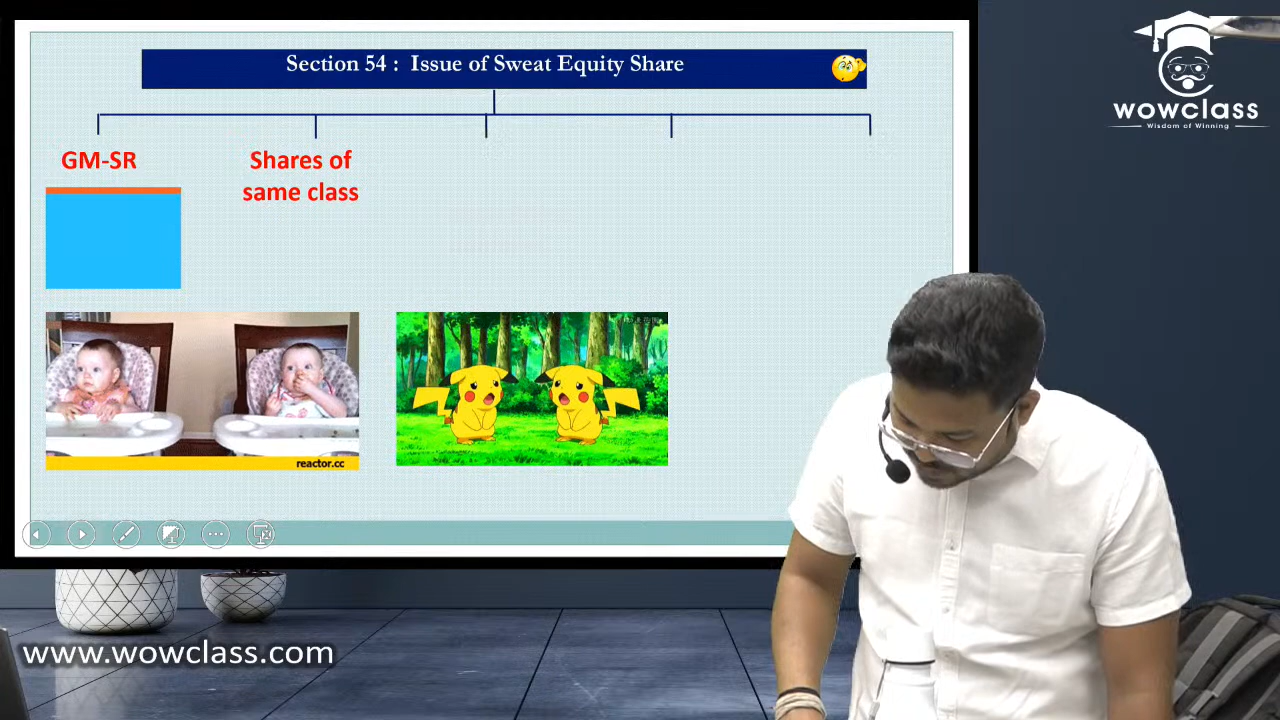 Section 54 : Issue of Sweat Equity Share
GM-SR
Shares of
same class
reactor.cc
wowclass
Wisdom of Winning
www.wowclass.com